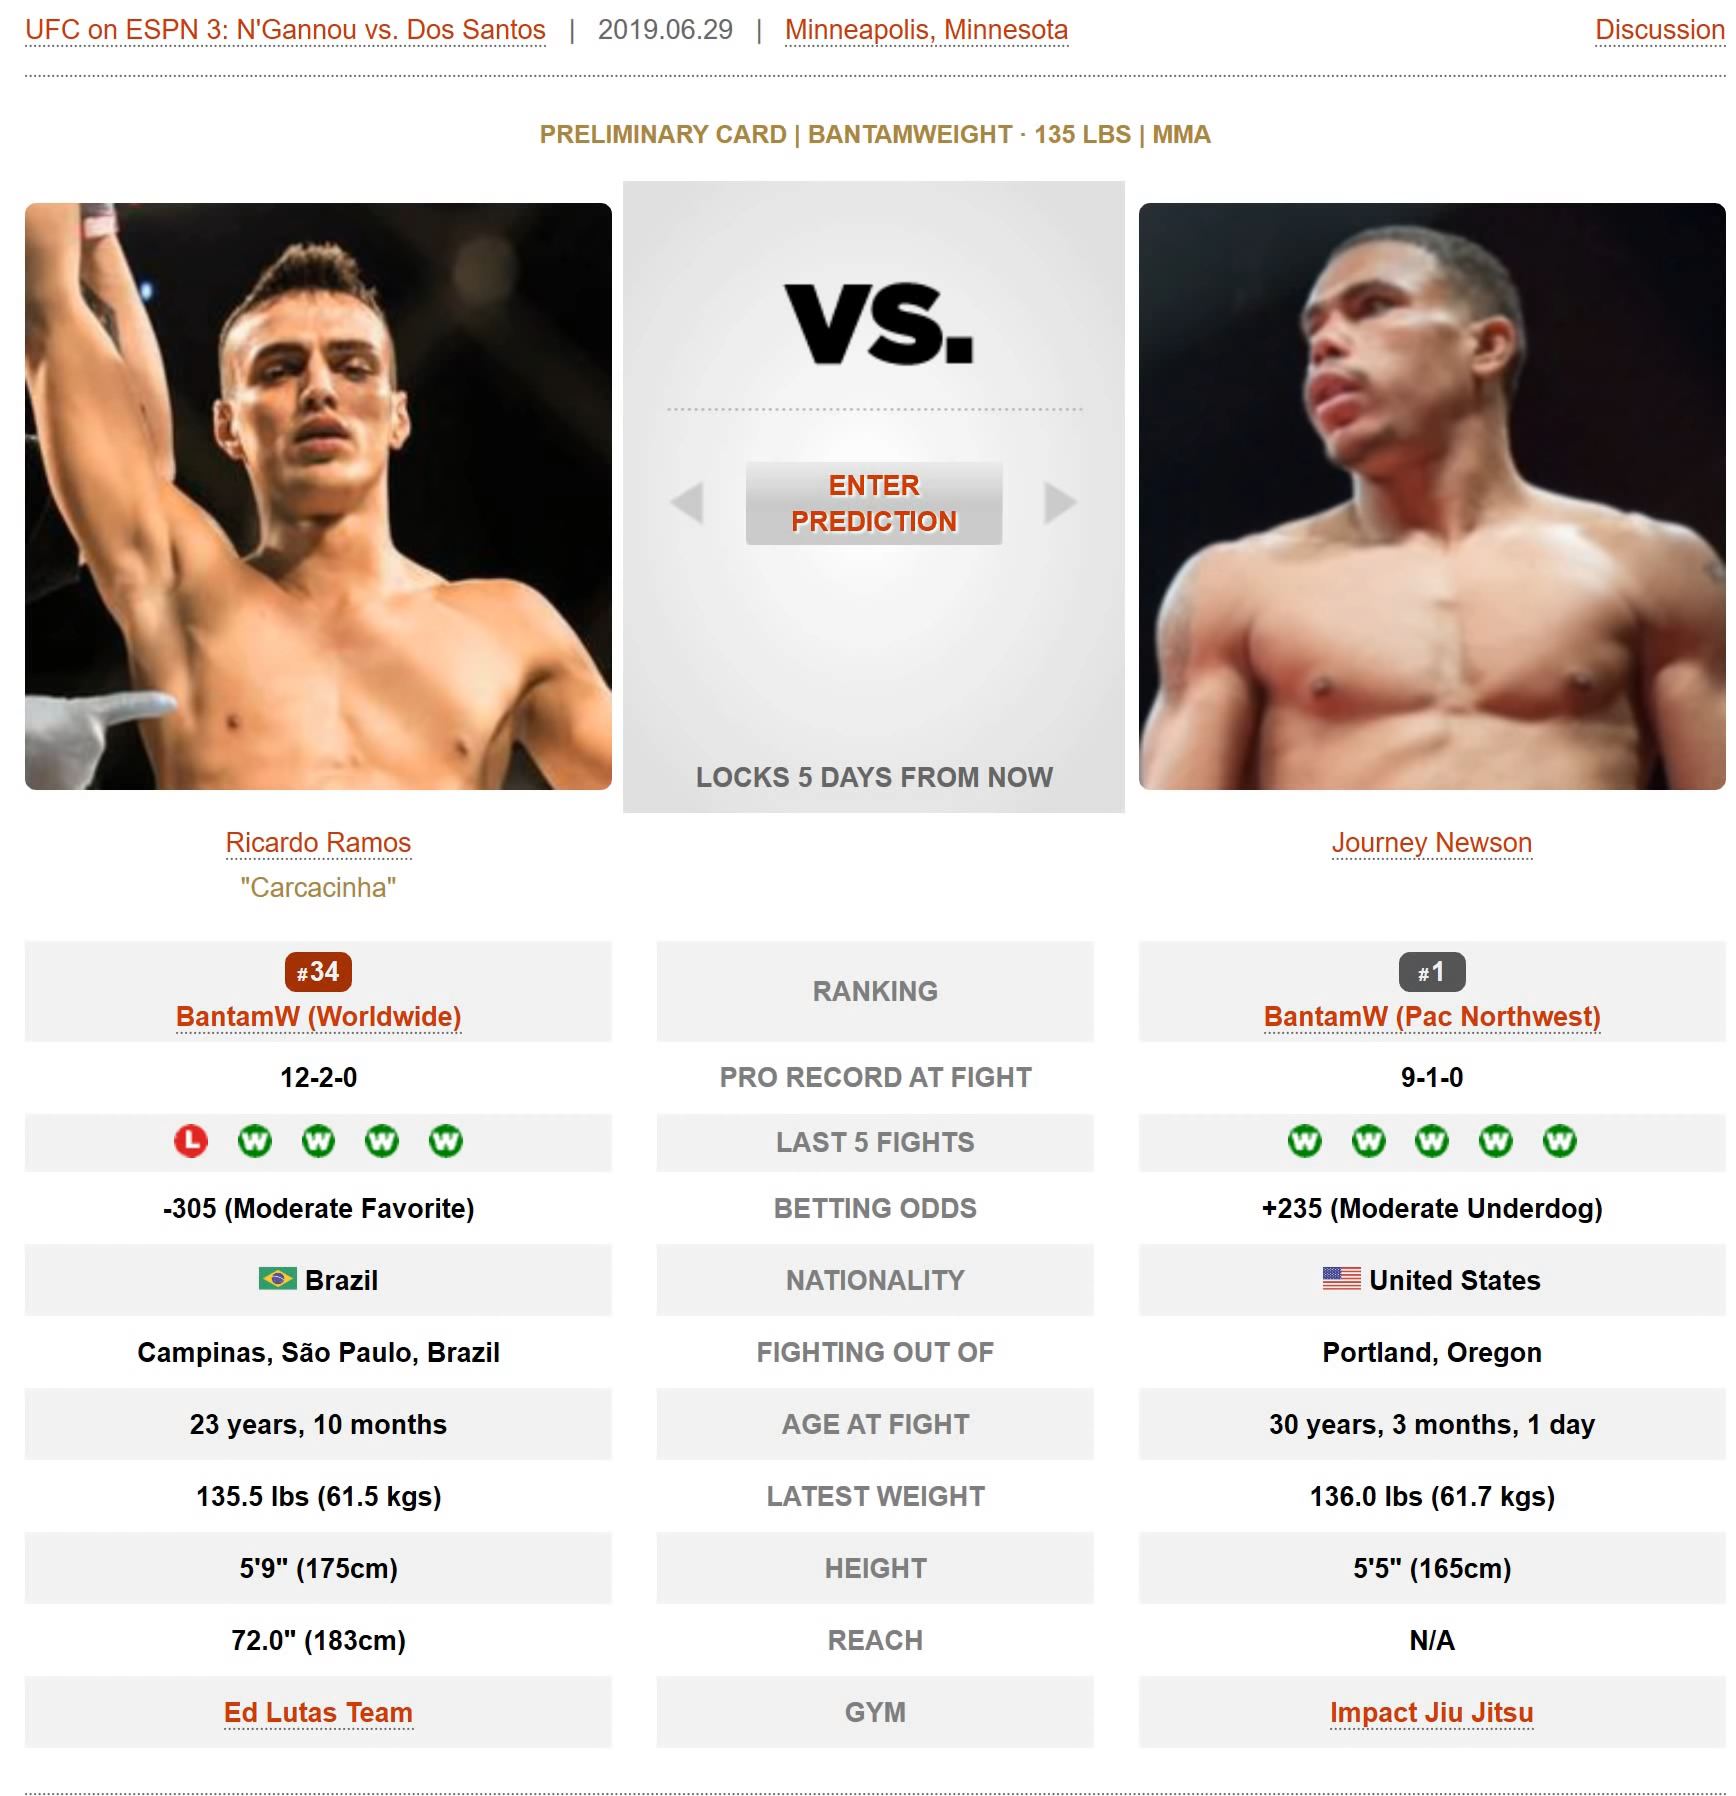 UFC on ESPN 3: N'Gannou vs. Dos Santos | 2019.06.29 | Minneapolis, Minnesota Discussion
PRELIMINARY CARD | BANTAMWEIGHT · 135 LBS | MMA
VS.
ENTER
PREDICTION
LOCKS 5 DAYS FROM NOW
Ricardo Ramos Journey Newson
"Carcacinha"
#34 RANKING #1
BantamW (Worldwide) BantamW (Pac Northwest)
12-2-0 PRO RECORD AT FIGHT 9-1-0
L W W W W LAST 5 FIGHTS W W W W W
-305 (Moderate Favorite) BETTING ODDS +235 (Moderate Underdog)
Brazil NATIONALITY United States
Campinas, São Paulo, Brazil FIGHTING OUT OF Portland, Oregon
23 years, 10 months AGE AT FIGHT 30 years, 3 months, 1 day
135.5 lbs (61.5 kgs) LATEST WEIGHT 136.0 lbs (61.7 kgs)
5'9" (175cm) HEIGHT 5'5" (165cm)
72.0" (183cm) REACH N/A
Ed Lutas Team GYM Impact Jiu Jitsu